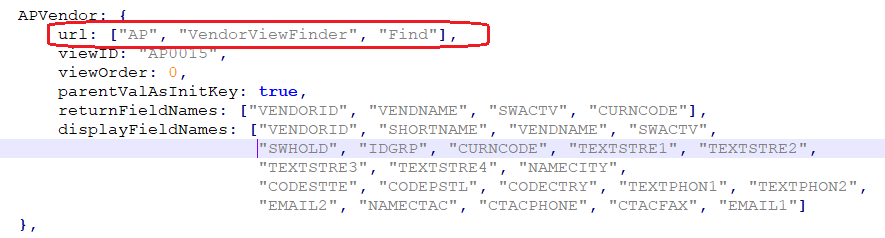 APVendor: {
url: ["AP", "VendorViewFinder", "Find"],
viewID: "AP0015",
viewOrder: 0,
parentValAsInitKey: true,
returnFieldNames: ["VENDORID", "VENDNAME", "SWACTV", "CURNCODE"],
displayFieldNames: ["VENDORID", "SHORTNAME", "VENDNAME", "SWACTV",
"SWHOLD", "IDGRP", "CURNCODE", "TEXTSTRE1", "TEXTSTRE2",
"TEXTSTRE3", "TEXTSTRE4", "NAMECITY",
"CODESTTE", "CODEPSTL", "CODECTRY", "TEXTPHON1", "TEXTPHON2",
"EMAIL2", "NAMECTAC", "CTACPHONE", "CTACFAX", "EMAIL1"]
},